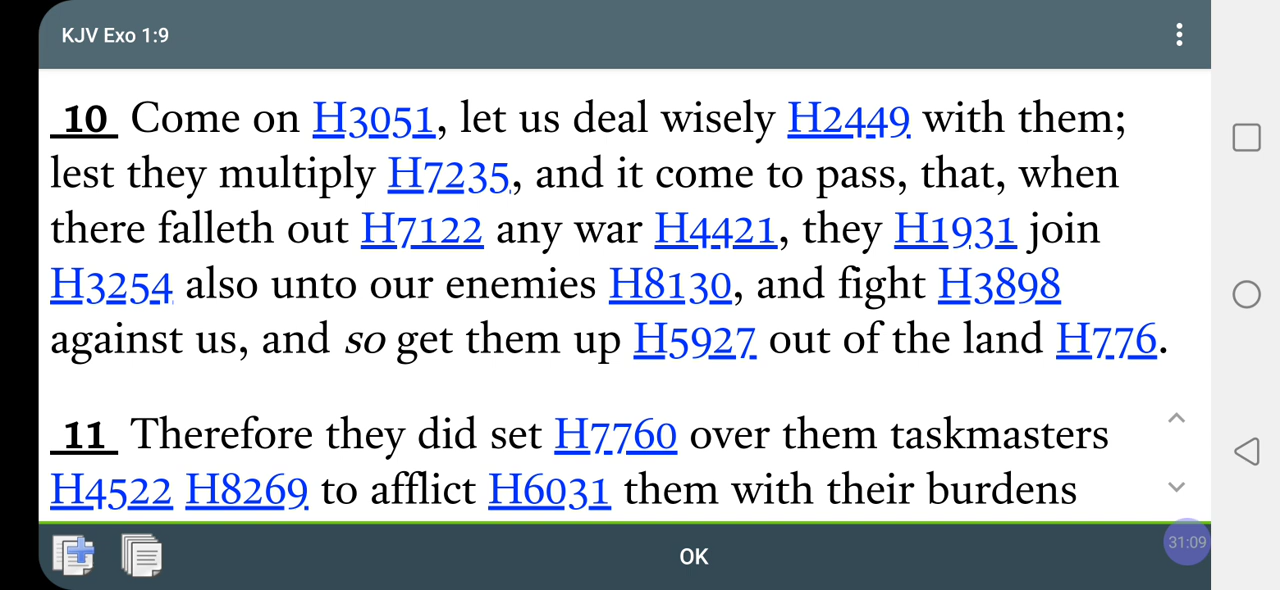 KJV Exo 1:9
10 Come on H3051, let us deal wisely H2449 with them;
lest they multiply H7235, and it come to pass, that, when
there falleth out H7122 any war H4421, they H1931 join
H3254 also unto our enemies H8130, and fight H3898
against us, and so get them up H5927 out of the land H776.
11 Therefore they did set H7760 over them taskmasters
H4522 H8269 to afflict H6031 them with their burdens
OK
31:09